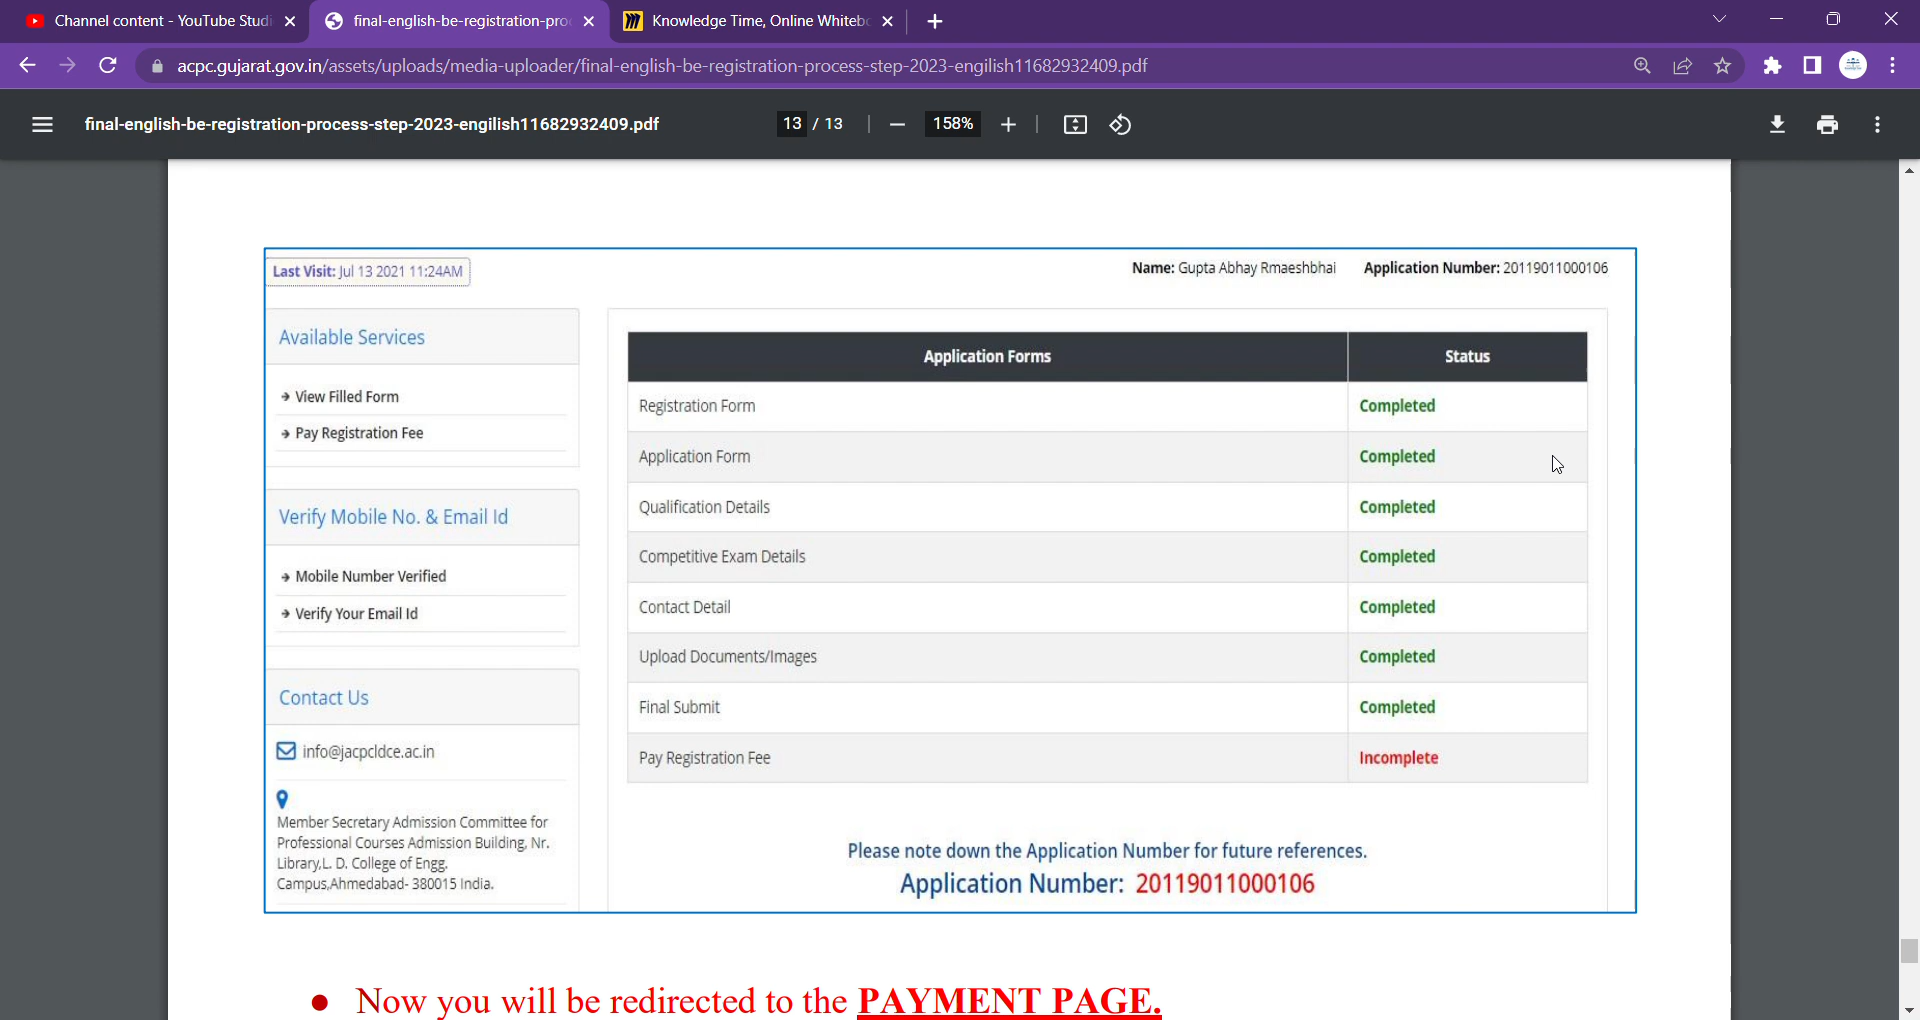 Channel content - YouTube Studi
final-english-be-registration-proc
Knowledge Time, Online Whitebo
acpc.gujarat.gov.in/assets/uploads/media-uploader/final-english-be-registration-process-step-2023-engilish11682932409.pdf
final-english-be-registration-process-step-2023-engilish11682932409.pdf
13 / 13
158%
Last Visit: Jul 13 2021 11:24AM
Name: Gupta Abhay Rmaeshbhai Application Number: 20119011000106
Available Services
View Filled Form
Pay Registration Fee
Verify Mobile No. & Email Id
Mobile Number Verified
Verify Your Email Id
Contact Us
info@jacpcldce.ac.in
Member Secretary Admission Committee for
Professional Courses Admission Building, Nr.
Library,L. D. College of Engg.
Campus,Ahmedabad- 380015 India.
Application Forms Status
Registration Form Completed
Application Form Completed
Qualification Details Completed
Competitive Exam Details Completed
Contact Detail Completed
Upload Documents/Images Completed
Final Submit Completed
Pay Registration Fee Incomplete
Please note down the Application Number for future references.
Application Number: 20119011000106
● Now you will be redirected to the PAYMENT PAGE.